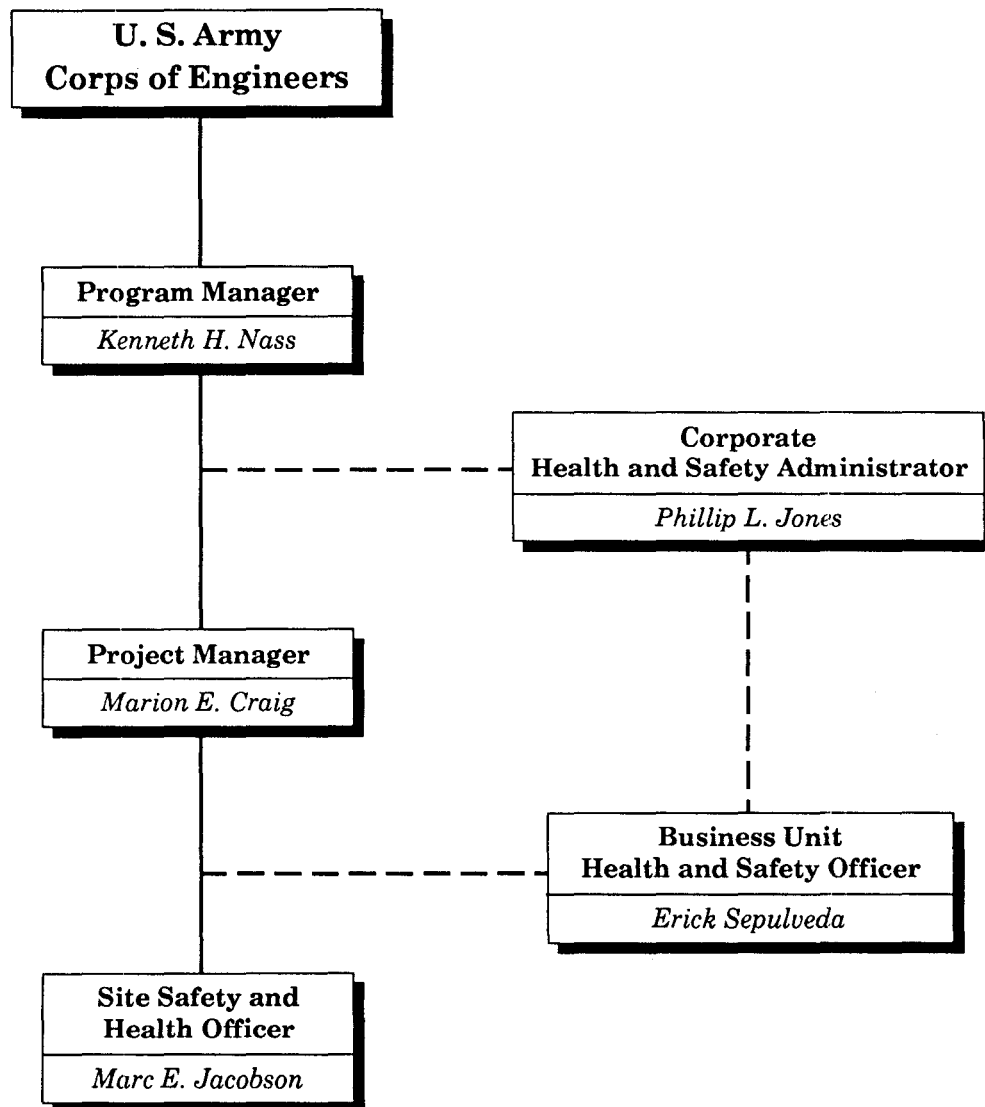 U. S. Army
Corps of Engineers
Program Manager
Kenneth H. Nass
Corporate
Health and Safety Administrator
Phillip L. Jones
Project Manager
Marion E. Craig
Business Unit
Health and Safety Officer
Erick Sepulveda
Site Safety and
Health Officer
Marc E. Jacobson